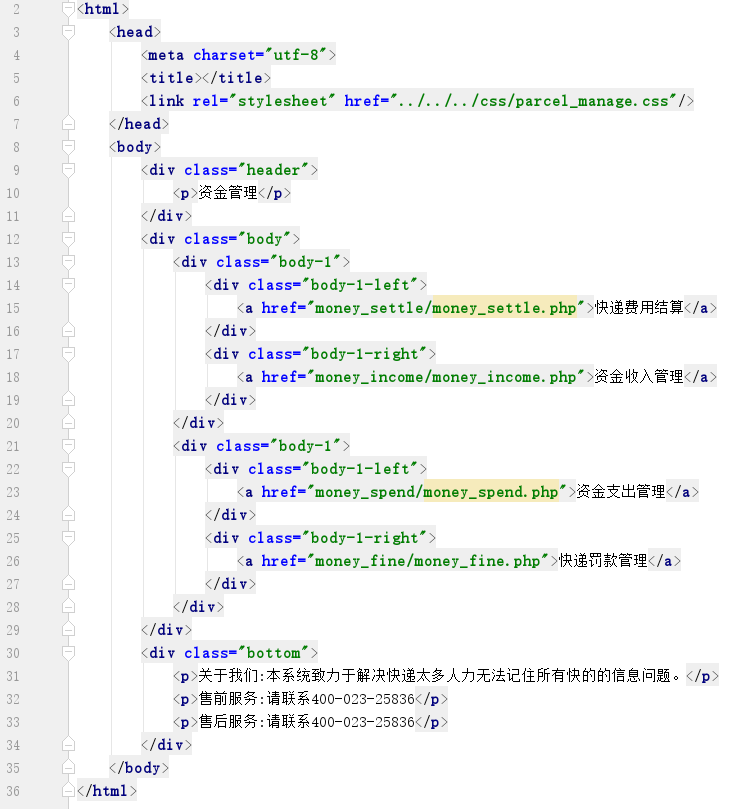 2 <html>
3 <head>
4 <meta charset="utf-8">
5 <title></title>
6 <link rel="stylesheet" href="../../../css/parcel_manage.css"/>
7 </head>
8 <body>
9 <div class="header">
10 <p>资金管理</p>
11 </div>
12 <div class="body">
13 <div class="body-1">
14 <div class="body-1-left">
15 <a href="money_settle/money_settle.php">快递费用结算</a>
16 </div>
17 <div class="body-1-right">
18 <a href="money_income/money_income.php">资金收入管理</a>
19 </div>
20 </div>
21 <div class="body-1">
22 <div class="body-1-left">
23 <a href="money_spend/money_spend.php">资金支出管理</a>
24 </div>
25 <div class="body-1-right">
26 <a href="money_fine/money_fine.php">快递罚款管理</a>
27 </div>
28 </div>
29 </div>
30 <div class="bottom">
31 <p>关于我们:本系统致力于解决快递太多人力无法记住所有快的的信息问题。</p>
32 <p>售前服务:请联系400-023-25836</p>
33 <p>售后服务:请联系400-023-25836</p>
34 </div>
35 </body>
36 </html>